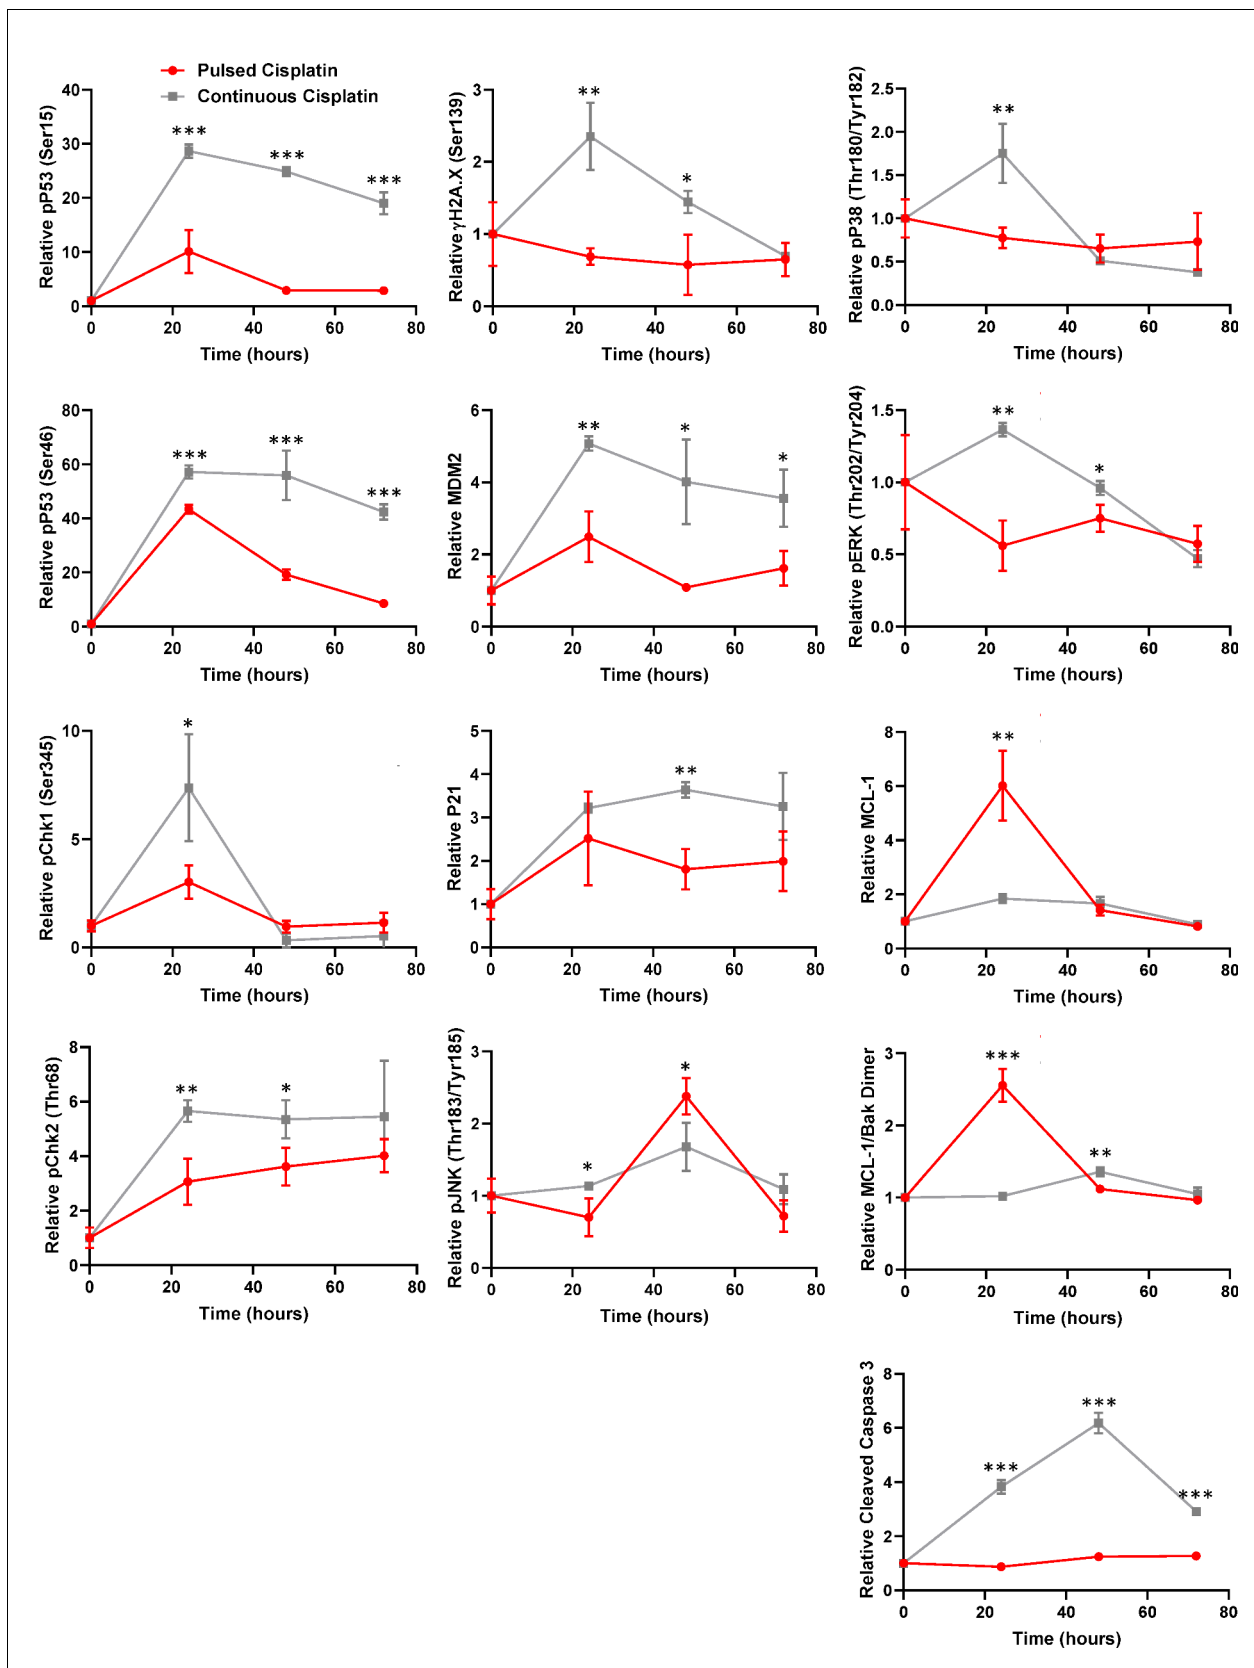 Pulsed Cisplatin
Continuous Cisplatin
Relative pP53 (Ser15)
40
30
20
10
0
***
***
***
0 20 40 60 80
Time (hours)
Relative γH2A.X (Ser139)
3
2
1
0
**
*
0 20 40 60 80
Time (hours)
Relative pP38 (Thr180/Tyr182)
2.5
2.0
1.5
1.0
0.5
0.0
**
0 20 40 60 80
Time (hours)
Relative pP53 (Ser46)
80
60
40
20
0
***
***
***
0 20 40 60 80
Time (hours)
Relative MDM2
6
4
2
0
**
*
*
0 20 40 60 80
Time (hours)
Relative pERK (Thr202/Tyr204)
1.5
1.0
0.5
0.0
**
*
0 20 40 60 80
Time (hours)
Relative pChk1 (Ser345)
10
5
0
*
0 20 40 60 80
Time (hours)
Relative P21
5
4
3
2
1
0
**
0 20 40 60 80
Time (hours)
Relative MCL-1
8
6
4
2
0
**
0 20 40 60 80
Time (hours)
Relative pChk2 (Thr68)
8
6
4
2
0
**
*
0 20 40 60 80
Time (hours)
Relative pJNK (Thr183/Tyr185)
3
2
1
0
*
*
0 20 40 60 80
Time (hours)
Relative MCL-1/Bak Dimer
3
2
1
0
***
**
0 20 40 60 80
Time (hours)
Relative Cleaved Caspase 3
8
6
4
2
0
***
***
***
0 20 40 60 80
Time (hours)